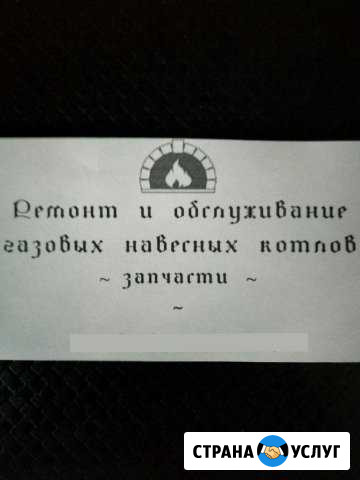 Ремонт и обслуживание
газовых навесных котлов
~ запчасти ~
~
СТРАНА УСЛУГ